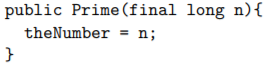 public Prime(final long n){
  theNumber = n;
}